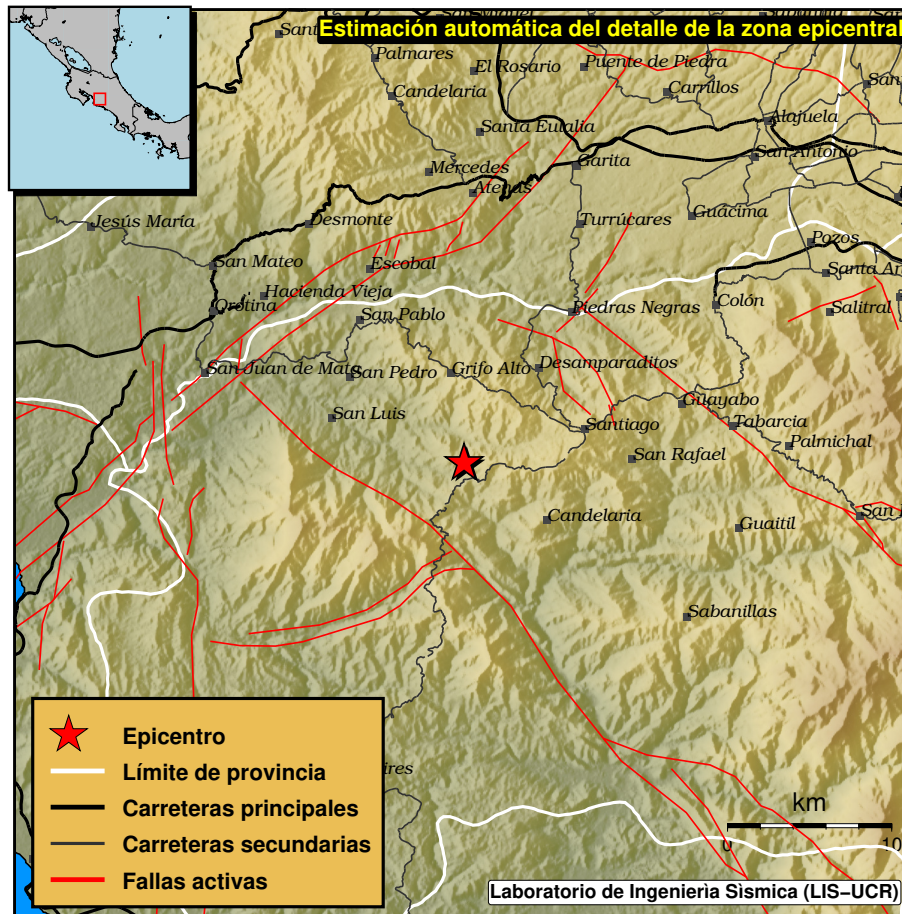 Estimación automática del detalle de la zona epicentral
Palmares
El Rosario
Puente de Piedra
Candelaria
Carrillos
Alajuela
Santa Eulalia
San Antonio
Mercedes
Garita
Atenas
Jesús María
Desmonte
Turrúcares
Guácima
Pozos
San Mateo
Escobal
Hacienda Vieja
Orotina
San Pablo
Piedras Negras
Colón
Salitral
San Juan de Mata
San Pedro
Grifo Alto
Desamparaditos
San Luis
Guayabo
Santiago
Tabarcia
Palmichal
San Rafael
Candelaria
Guaitil
Sabanillas
Epicentro
Límite de provincia
Carreteras principales
Carreteras secundarias
Fallas activas
km
0
10
Laboratorio de Ingenierìa Sìsmica (LIS–UCR)